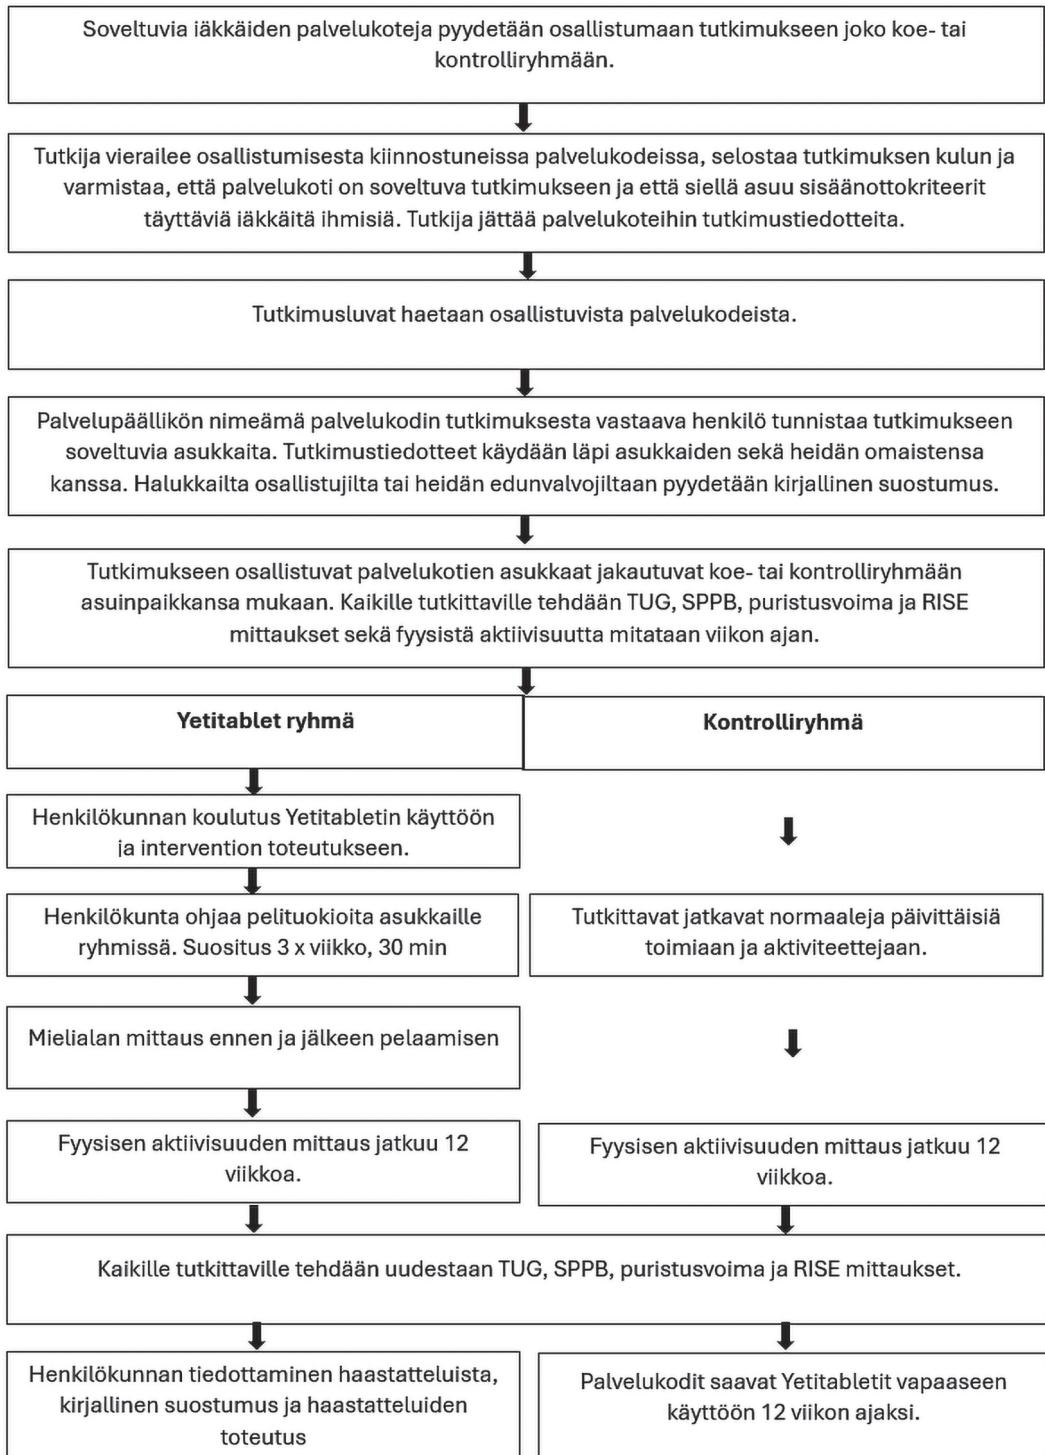 Soveltuvia iäkkäiden palvelukoteja pyydetään osallistumaan tutkimukseen joko koe- tai
kontrolliryhmään.
Tutkija vierailee osallistumisesta kiinnostuneissa palvelukodeissa, selostaa tutkimuksen kulun ja
varmistaa, että palvelukoti on soveltuva tutkimukseen ja että siellä asuu sisäänottokriteerit
täyttäviä iäkkäitä ihmisiä. Tutkija jättää palvelukoteihin tutkimustiedotteita.
Tutkimusluvat haetaan osallistuvista palvelukodeista.
Palvelupäällikön nimeämä palvelukodin tutkimuksesta vastaava henkilö tunnistaa tutkimukseen
soveltuvia asukkaita. Tutkimustiedotteet käydään läpi asukkaiden sekä heidän omaistensa
kanssa. Halukkailta osallistujilta tai heidän edunvalvojiltaan pyydetään kirjallinen suostumus.
Tutkimukseen osallistuvat palvelukotien asukkaat jakautuvat koe- tai kontrolliryhmään
asuinpaikkansa mukaan. Kaikille tutkittaville tehdään TUG, SPPB, puristusvoima ja RISE
mittaukset sekä fyysistä aktiivisuutta mitataan viikon ajan.
Yetitablet ryhmä
Kontrolliryhmä
Henkilökunnan koulutus Yetitabletin käyttöön
ja intervention toteutukseen.
Henkilökunta ohjaa pelituokioita asukkaille
ryhmissä. Suositus 3 x viikko, 30 min
Tutkittavat jatkavat normaaleja päivittäisiä
toimiaan ja aktiviteettejaan.
Mielialan mittaus ennen ja jälkeen pelaamisen
Fyysisen aktiivisuuden mittaus jatkuu 12
viikkoa.
Fyysisen aktiivisuuden mittaus jatkuu 12
viikkoa.
Kaikille tutkittaville tehdään uudestaan TUG, SPPB, puristusvoima ja RISE mittaukset.
Henkilökunnan tiedottaminen haastatteluista,
kirjallinen suostumus ja haastatteluiden
toteutus
Palvelukodit saavat Yetitabletit vapaaseen
käyttöön 12 viikon ajaksi.